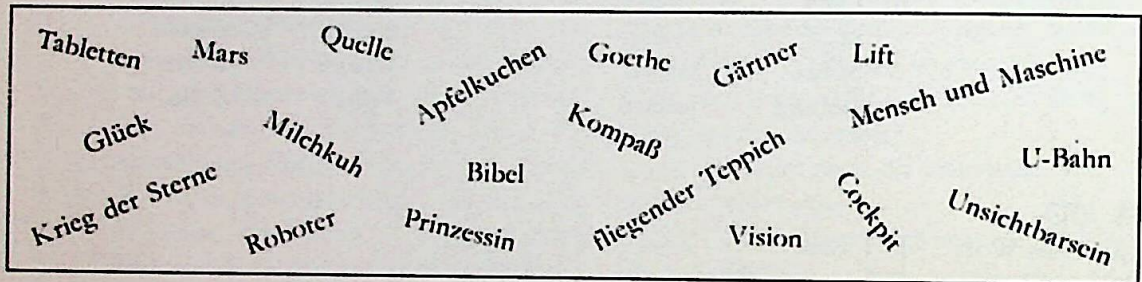 Tabletten
Mars
Quelle
Apfelkuchen
Goethe
Gärtner
Lift
Mensch und Maschine
Glück
Milchkuh
Kompaß
Bibel
U-Bahn
Krieg der Sterne
Roboter
Prinzessin
fliegender Teppich
Vision
Cockpit
Unsichtbarsein